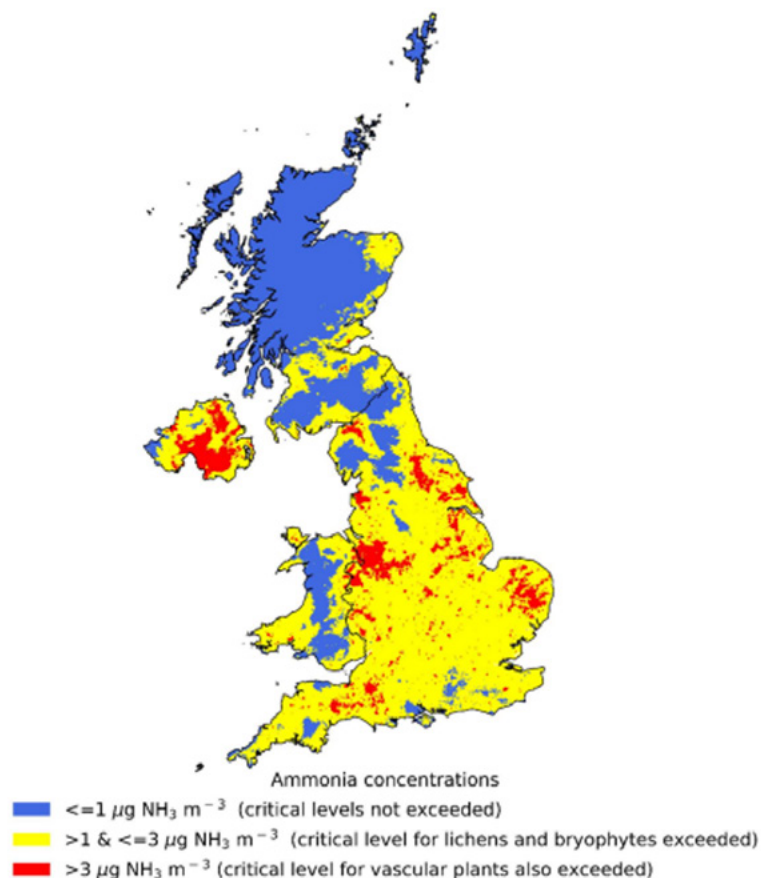 Ammonia concentrations
<=1 μg NH₃ m⁻³ (critical levels not exceeded)
>1 & <=3 μg NH₃ m⁻³ (critical level for lichens and bryophytes exceeded)
>3 μg NH₃ m⁻³ (critical level for vascular plants also exceeded)